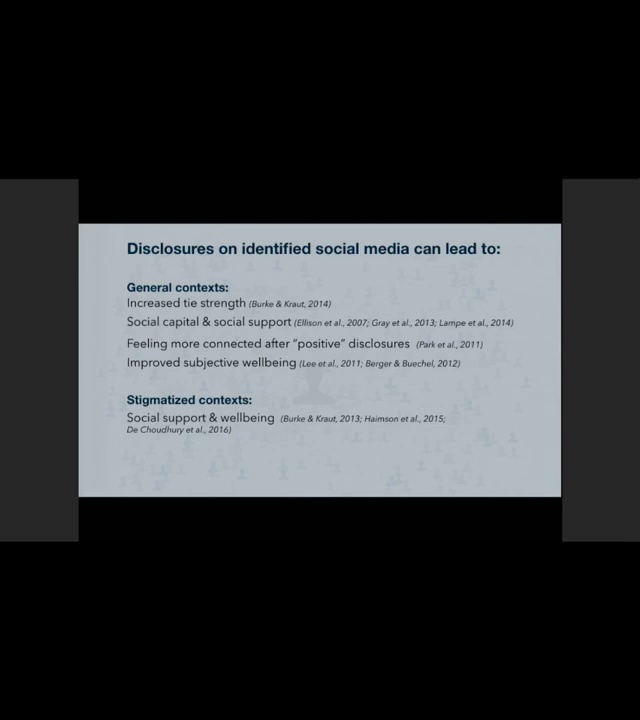 Disclosures on identified social media can lead to:
General contexts:
Increased tie strength (Burke & Kraut, 2014)
Social capital & social support (Ellison et al., 2007; Gray et al., 2013; Lampe et al., 2014)
Feeling more connected after "positive" disclosures (Park et al., 2011)
Improved subjective wellbeing (Lee et al., 2011; Berger & Buechel, 2012)
Stigmatized contexts:
Social support & wellbeing (Burke & Kraut, 2013; Haimson et al., 2015;
De Choudhury et al., 2016)